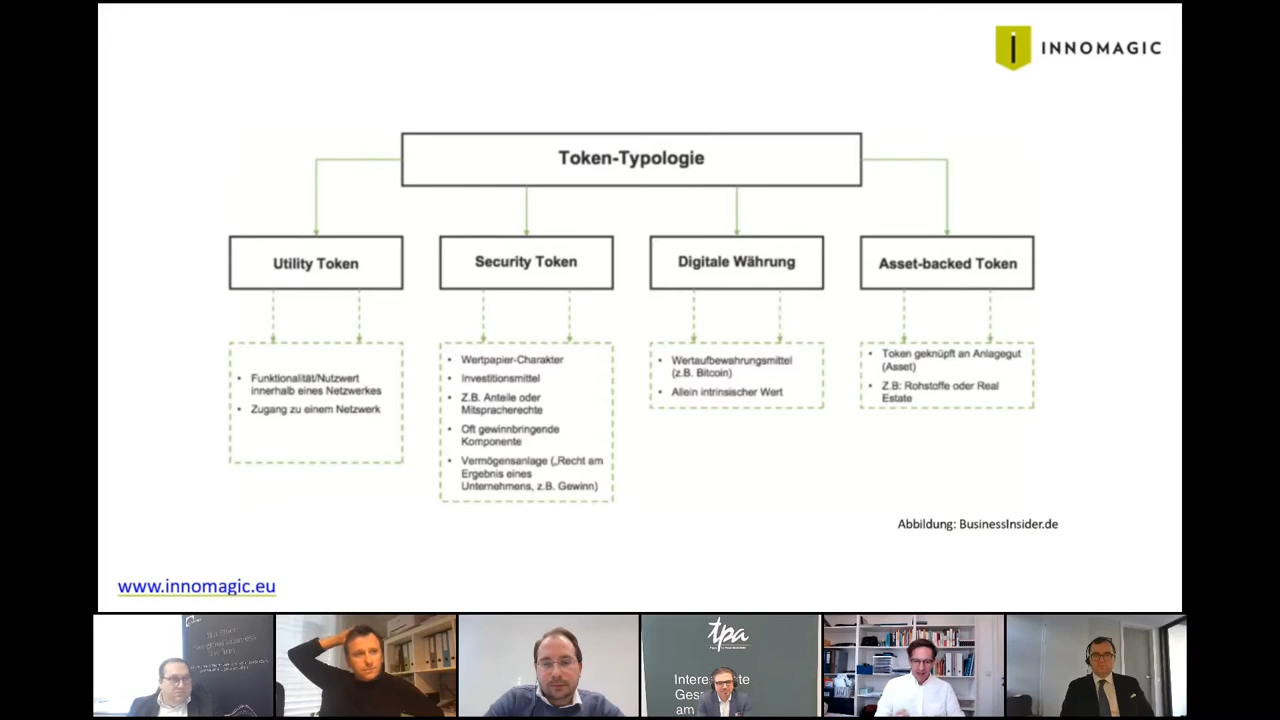 INNOMAGIC
Token-Typologie
Utility Token
Security Token
Digitale Währung
Asset-backed Token
• Funktionalität/Nutzwert
innerhalb eines Netzwerkes
• Zugang zu einem Netzwerk
• Wertpapier-Charakter
• Investitionsmittel
• Z.B. Anteile oder
Mitspracherechte
• Oft gewinnbringende
Komponente
• Vermögensanlage („Recht am
Ergebnis eines
Unternehmens, z.B. Gewinn)
• Wertaufbewahrungsmittel
(z.B. Bitcoin)
• Allein intrinsischer Wert
• Token geknüpft an Anlagegut
(Asset)
• Z.B: Rohstoffe oder Real
Estate
Abbildung: BusinessInsider.de
www.innomagic.eu
tpa
am